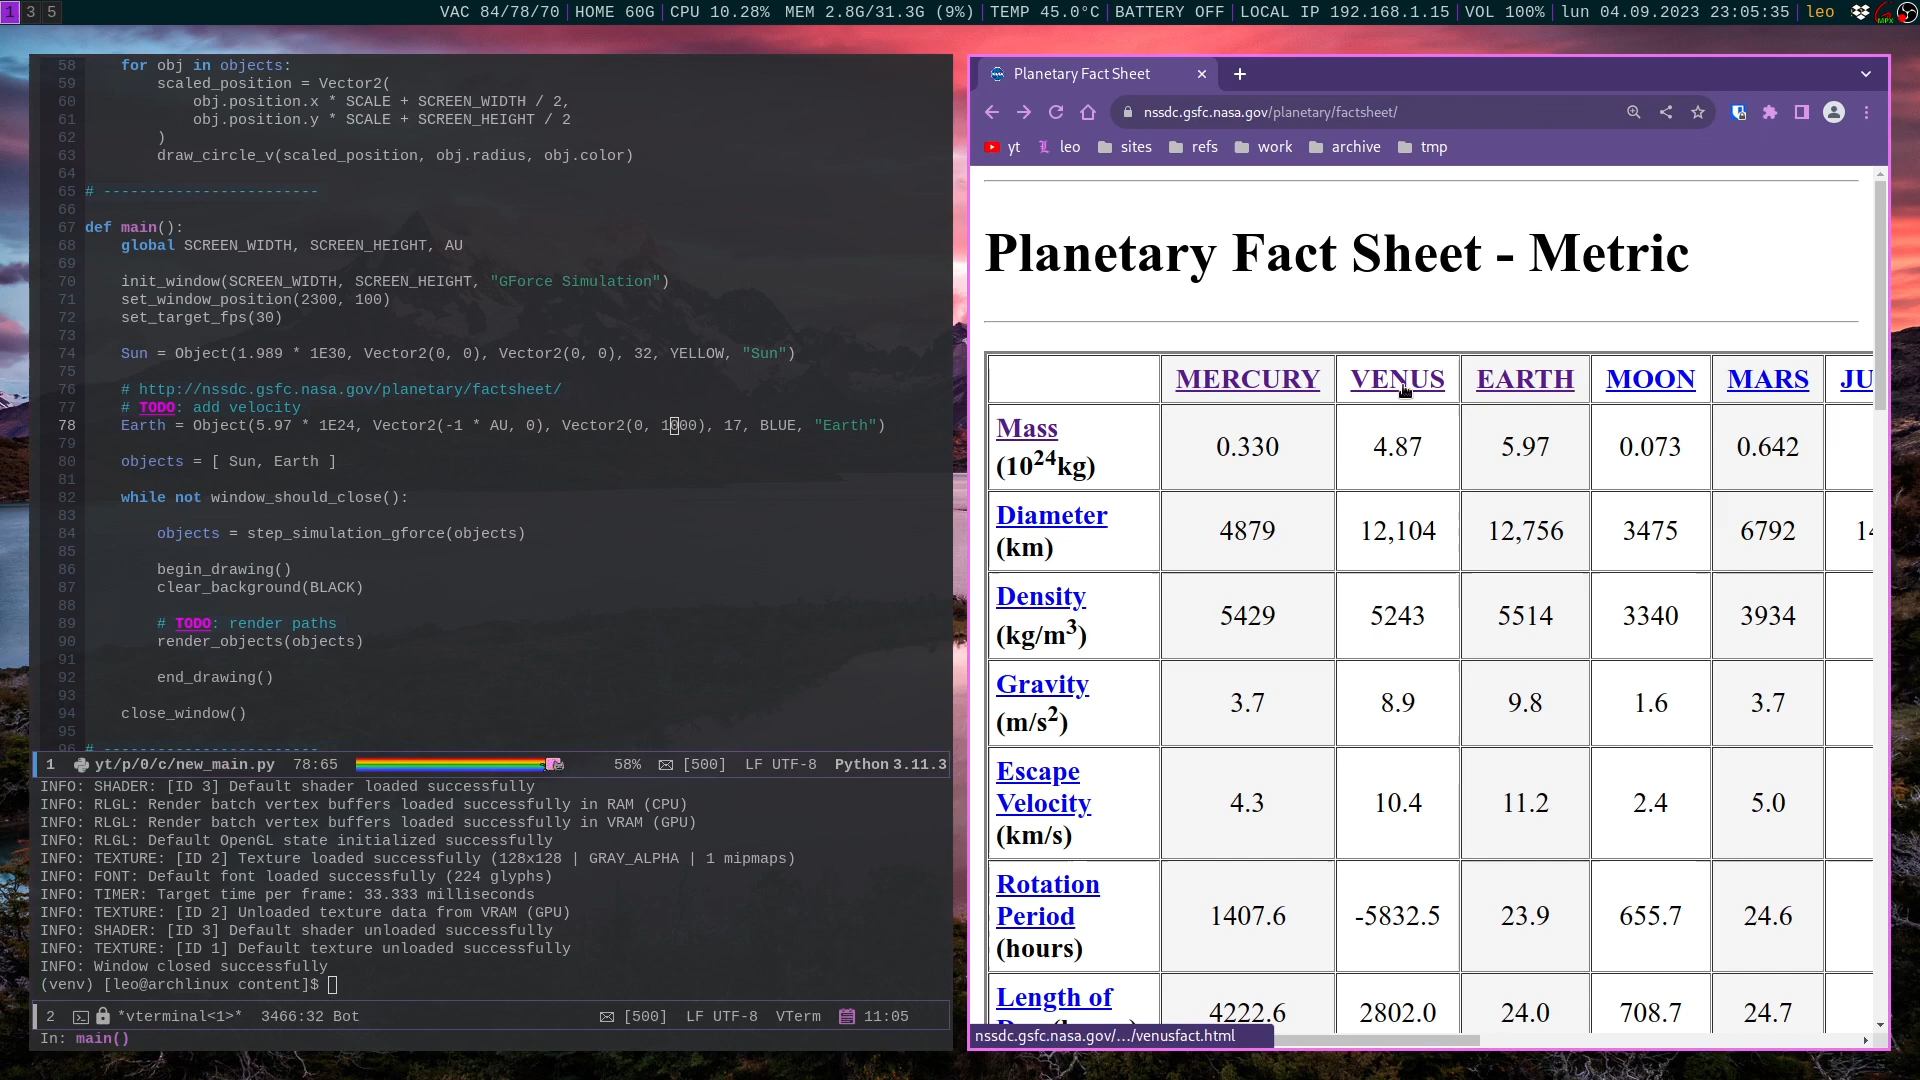 1 3 5 VAC 84/78/70 HOME 60G CPU 10.28% MEM 2.8G/31.3G (9%) TEMP 45.0°C BATTERY OFF LOCAL IP 192.168.1.15 VOL 100% lun 04.09.2023 23:05:35 leo
58 for obj in objects:
59 scaled_position = Vector2(
60 obj.position.x * SCALE + SCREEN_WIDTH / 2,
61 obj.position.y * SCALE + SCREEN_HEIGHT / 2
62 )
63 draw_circle_v(scaled_position, obj.radius, obj.color)
64
65 # ------------------------
66
67 def main():
68 global SCREEN_WIDTH, SCREEN_HEIGHT, AU
69
70 init_window(SCREEN_WIDTH, SCREEN_HEIGHT, "GForce Simulation")
71 set_window_position(2300, 100)
72 set_target_fps(30)
73
74 Sun = Object(1.989 * 1E30, Vector2(0, 0), Vector2(0, 0), 32, YELLOW, "Sun")
75
76 # http://nssdc.gsfc.nasa.gov/planetary/factsheet/
77 # TODO: add velocity
78 Earth = Object(5.97 * 1E24, Vector2(-1 * AU, 0), Vector2(0, 1000), 17, BLUE, "Earth")
79
80 objects = [ Sun, Earth ]
81
82 while not window_should_close():
83
84 objects = step_simulation_gforce(objects)
85
86 begin_drawing()
87 clear_background(BLACK)
88
89 # TODO: render paths
90 render_objects(objects)
91
92 end_drawing()
93
94 close_window()
95
96 # ------------------------
1 yt/p/0/c/new_main.py 78:65 58% [500] LF UTF-8 Python 3.11.3
INFO: SHADER: [ID 3] Default shader loaded successfully
INFO: RLGL: Render batch vertex buffers loaded successfully in RAM (CPU)
INFO: RLGL: Render batch vertex buffers loaded successfully in VRAM (GPU)
INFO: RLGL: Default OpenGL state initialized successfully
INFO: TEXTURE: [ID 2] Texture loaded successfully (128x128 | GRAY_ALPHA | 1 mipmaps)
INFO: FONT: Default font loaded successfully (224 glyphs)
INFO: TIMER: Target time per frame: 33.333 milliseconds
INFO: TEXTURE: [ID 2] Unloaded texture data from VRAM (GPU)
INFO: SHADER: [ID 3] Default shader unloaded successfully
INFO: TEXTURE: [ID 1] Default texture unloaded successfully
INFO: Window closed successfully
(venv) [leo@archlinux content]$
2 *vterminal<1>* 3466:32 Bot [500] LF UTF-8 VTerm 11:05
In: main()
Planetary Fact Sheet
nssdc.gsfc.nasa.gov/planetary/factsheet/
yt leo sites refs work archive tmp
Planetary Fact Sheet - Metric
MERCURY VENUS EARTH MOON MARS JU
Mass
(10²⁴kg) 0.330 4.87 5.97 0.073 0.642
Diameter
(km) 4879 12,104 12,756 3475 6792 14
Density
(kg/m³) 5429 5243 5514 3340 3934
Gravity
(m/s²) 3.7 8.9 9.8 1.6 3.7
Escape
Velocity
(km/s) 4.3 10.4 11.2 2.4 5.0
Rotation
Period
(hours) 1407.6 -5832.5 23.9 655.7 24.6
Length of
4222.6 2802.0 24.0 708.7 24.7
nssdc.gsfc.nasa.gov/…/venusfact.html